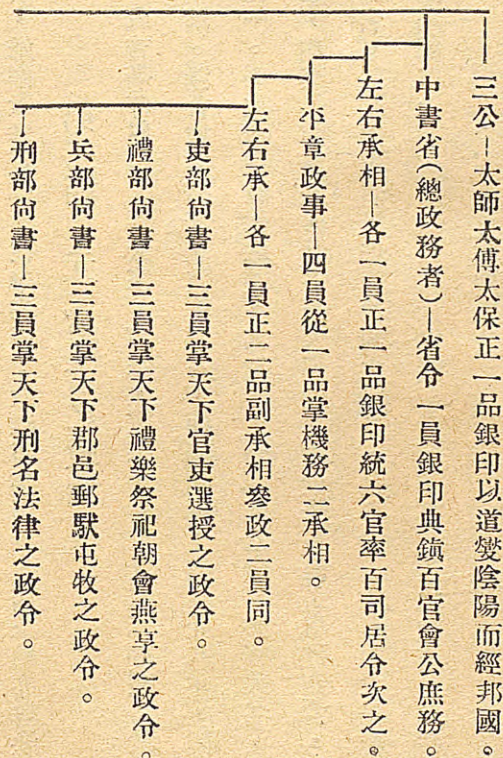 三公—太師太傅太保正一品銀印以道燮陰陽而經邦國。
中書省(總政務者)—省令一員銀印典鎮百官會公庶務。
左右承相—各一員正一品銀印統六官率百司居令次之。
平章政事—四員從一品掌機務二承相。
左右承—各一員正二品副承相參政二員同。
吏部尚書—三員掌天下官吏選授之政令。
禮部尚書—三員掌天下禮樂祭祀朝會燕享之政令。
兵部尚書—三員掌天下郡邑郵馱屯牧之政令。
刑部尚書—三員掌天下刑名法律之政令。